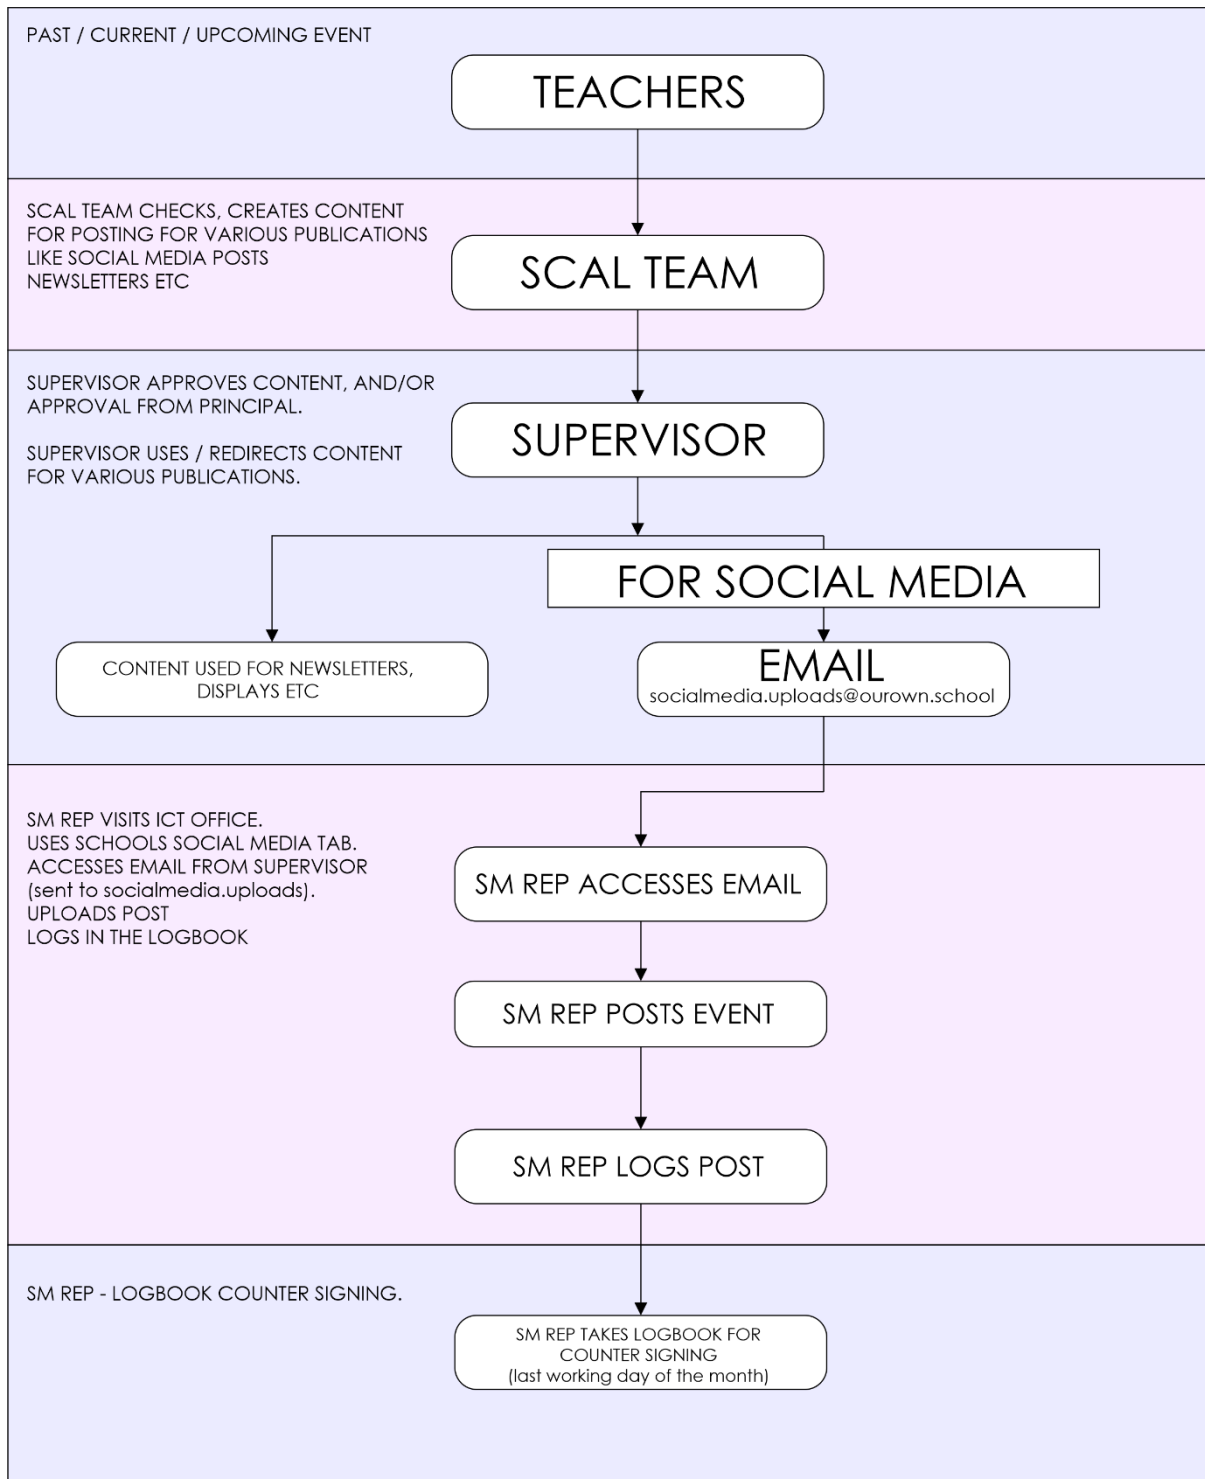 PAST / CURRENT / UPCOMING EVENT
TEACHERS
SCAL TEAM CHECKS, CREATES CONTENT
FOR POSTING FOR VARIOUS PUBLICATIONS
LIKE SOCIAL MEDIA POSTS
NEWSLETTERS ETC
SCAL TEAM
SUPERVISOR APPROVES CONTENT, AND/OR
APPROVAL FROM PRINCIPAL.
SUPERVISOR USES / REDIRECTS CONTENT
FOR VARIOUS PUBLICATIONS.
SUPERVISOR
FOR SOCIAL MEDIA
CONTENT USED FOR NEWSLETTERS,
DISPLAYS ETC
EMAIL
socialmedia.uploads@ourown.school
SM REP VISITS ICT OFFICE.
USES SCHOOLS SOCIAL MEDIA TAB.
ACCESSES EMAIL FROM SUPERVISOR
(sent to socialmedia.uploads).
UPLOADS POST
LOGS IN THE LOGBOOK
SM REP ACCESSES EMAIL
SM REP POSTS EVENT
SM REP LOGS POST
SM REP - LOGBOOK COUNTER SIGNING.
SM REP TAKES LOGBOOK FOR
COUNTER SIGNING
(last working day of the month)